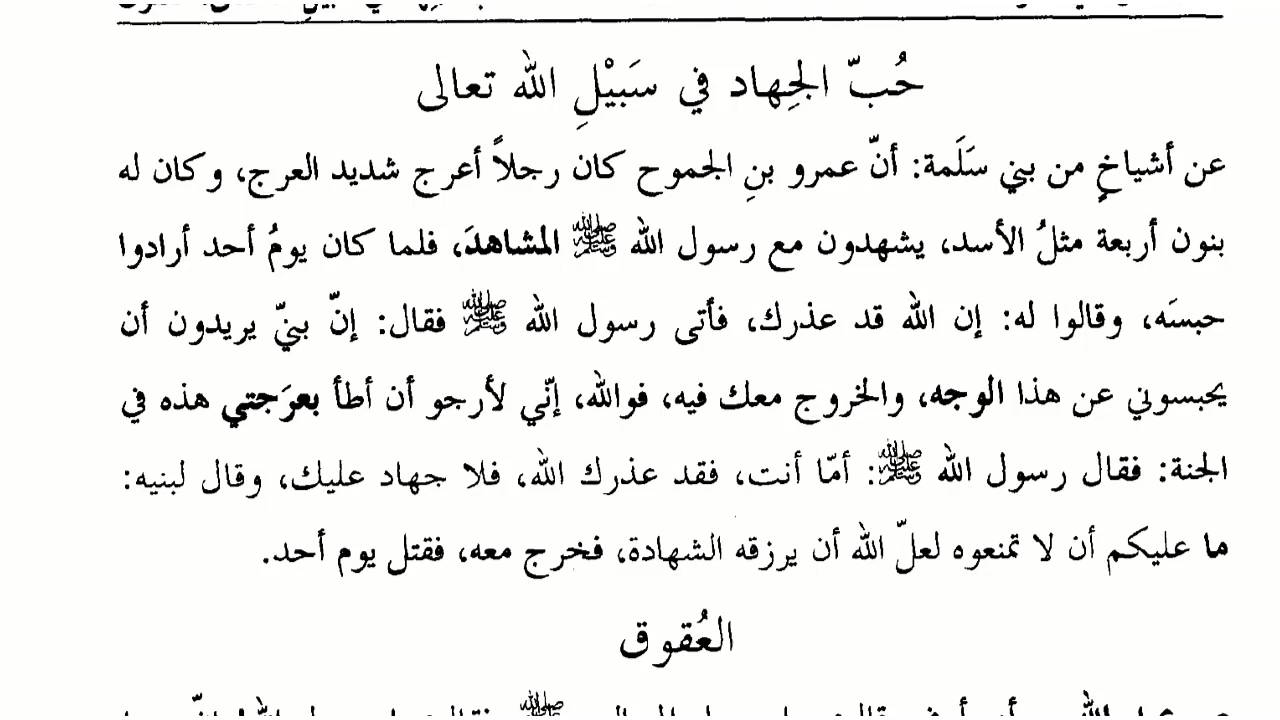 حُبّ الجِهاد في سَبيْلِ الله تعالى
عن أشياخٍ من بني سَلَمة: أنّ عمرو بنِ الجموح كان رجلاً أعرج شديد العرج، وكان له
بنون أربعة مثلُ الأسد، يشهدون مع رسول الله ﷺ المشاهدَ، فلما كان يومُ أحد أرادوا
حبسَه، وقالوا له: إن الله قد عذرك، فأتى رسول الله ﷺ فقال: إنّ بنيّ يريدون أن
يحبسوني عن هذا الوجه، والخروج معك فيه، فوالله، إنّي لأرجو أن أطأ بعرَجتي هذه في
الجنة: فقال رسول الله ﷺ: أمّا أنت، فقد عذرك الله، فلا جهاد عليك، وقال لبنيه:
ما عليكم أن لا تمنعوه لعلّ الله أن يرزقه الشهادة، فخرج معه، فقتل يوم أحد.
العُقوق